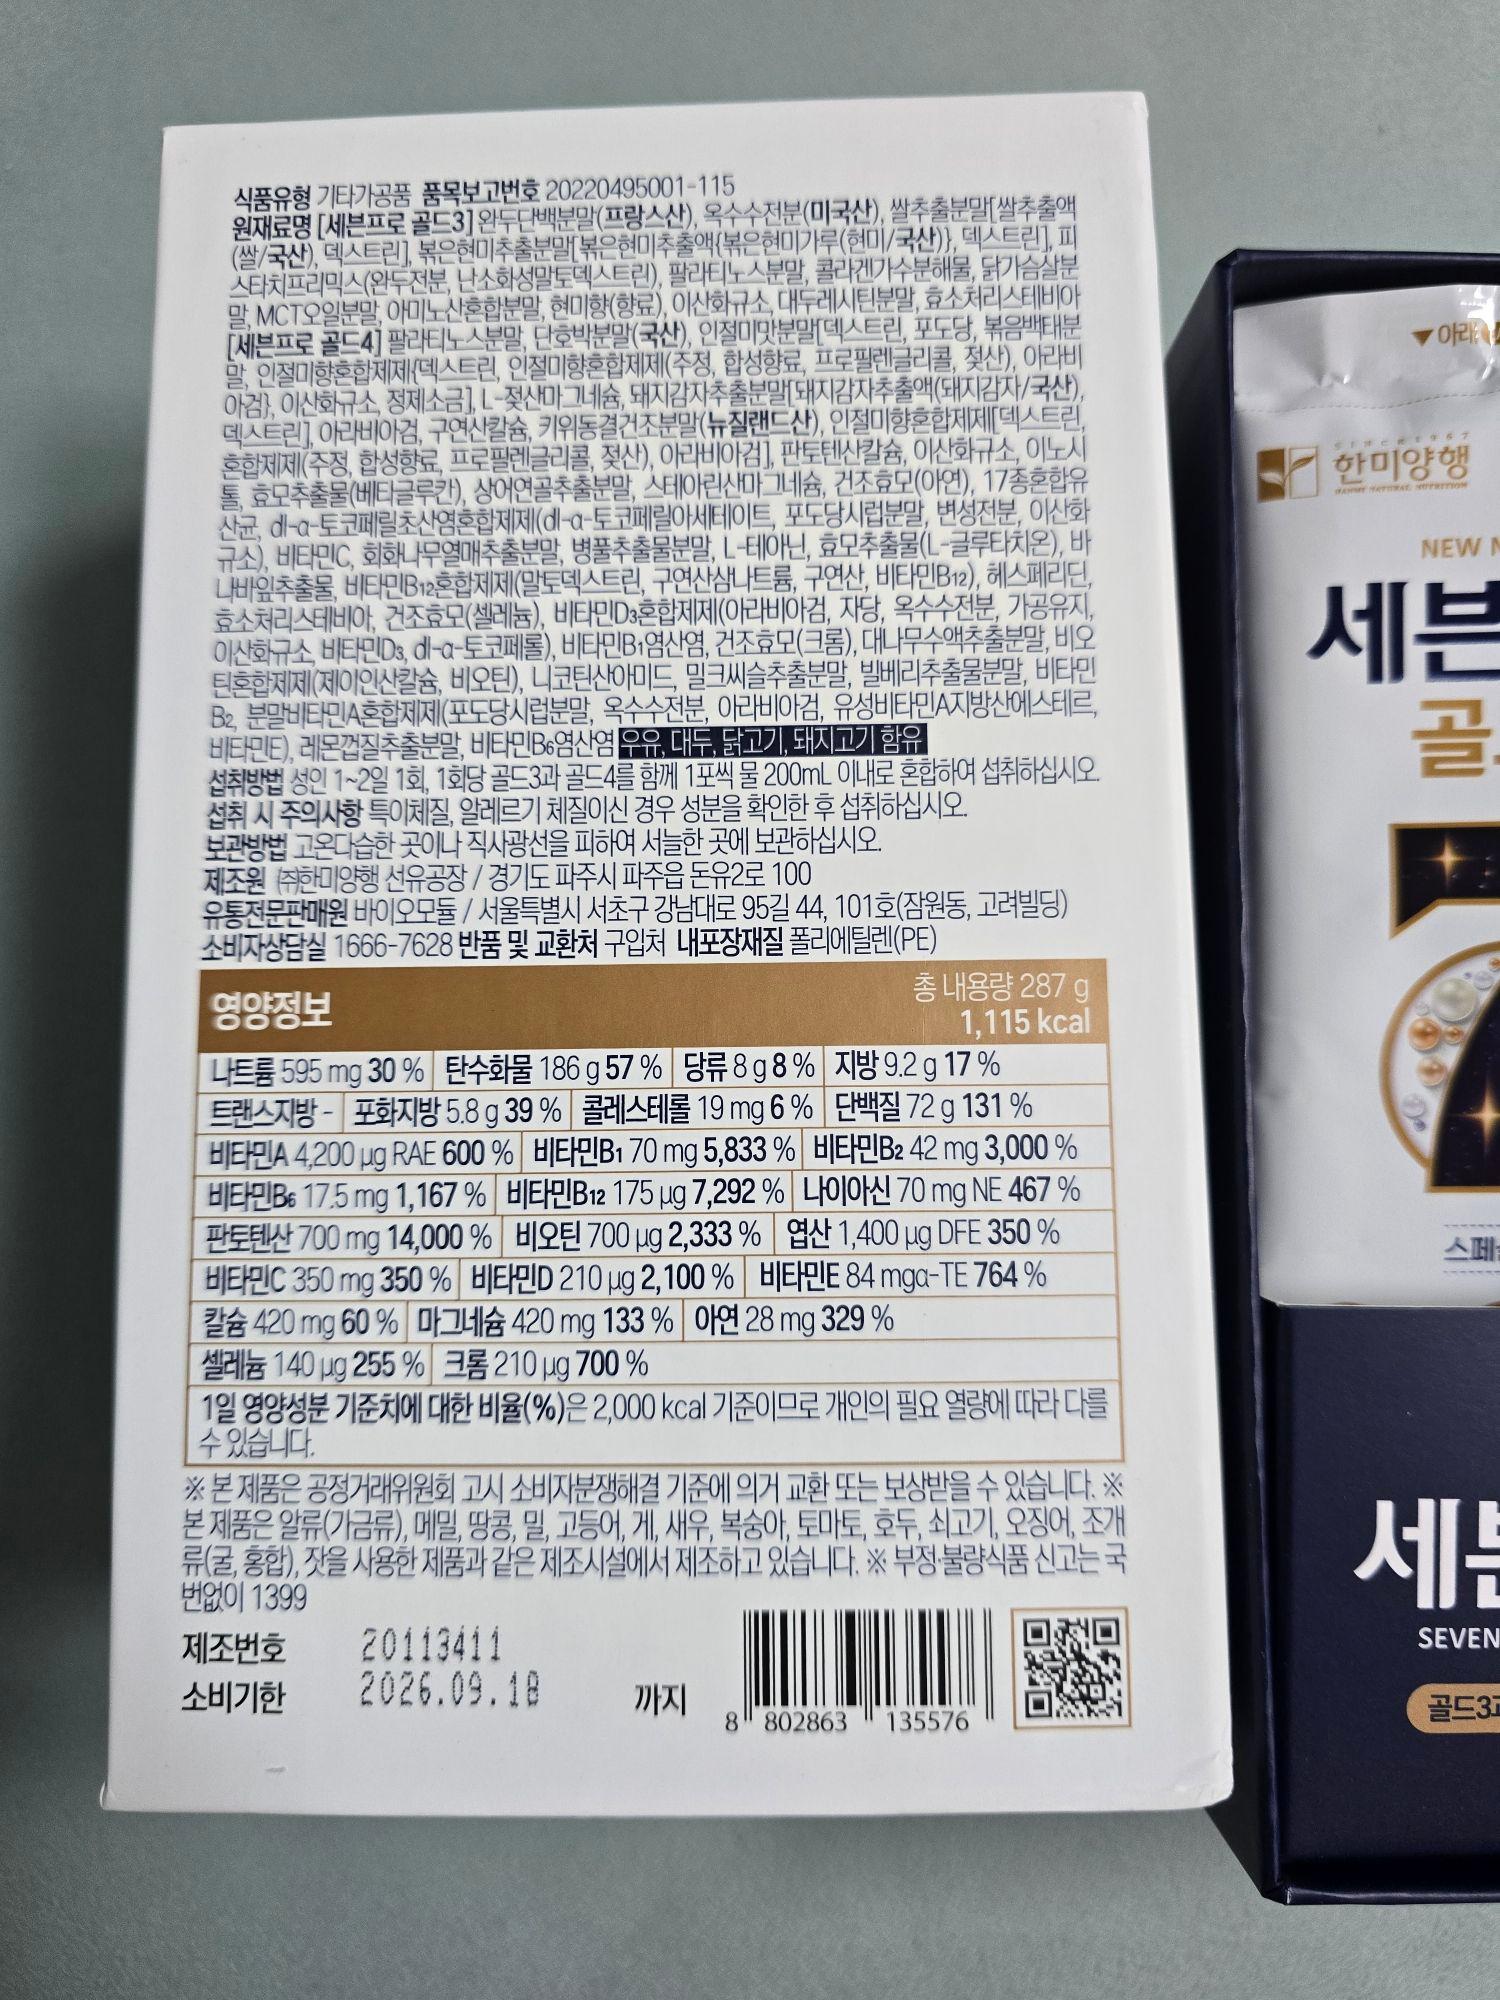 식품유형 기타가공품 품목보고번호 20220495001-115
원재료명 [세븐프로 골드3] 완두단백분말(프랑스산), 옥수수전분(미국산), 쌀추출분말[쌀추출액
(쌀/국산), 덱스트린], 볶은현미추출분말[볶은현미추출액{볶은현미가루(현미/국산)}, 덱스트린], 피
스타치프리믹스(완두전분, 난소화성말토덱스트린), 팔라티노스분말, 콜라겐가수분해물, 닭가슴살분
말, MCT오일분말, 아미노산혼합분말, 현미향(향료), 이산화규소, 대두레시틴분말, 효소처리스테비아
[세븐프로 골드4] 팔라티노스분말, 단호박분말(국산), 인절미맛분말[덱스트린, 포도당, 볶음백태분
말, 인절미향혼합제제{덱스트린, 인절미향혼합제제(주정, 합성향료, 프로필렌글리콜, 젖산), 아라비
아검}, 이산화규소, 정제소금], L-젖산마그네슘, 돼지감자추출분말[돼지감자추출액(돼지감자/국산),
덱스트린], 아라비아검, 구연산칼슘, 키위동결건조분말(뉴질랜드산), 인절미향혼합제제[덱스트린,
혼합제제(주정, 합성향료, 프로필렌글리콜, 젖산), 아라비아검], 판토텐산칼슘, 이산화규소, 이노시
톨, 효모추출물(베타글루칸), 상어연골추출분말, 스테아린산마그네슘, 건조효모(아연), 17종혼합유
산균, dl-α-토코페릴초산염혼합제제(dl-α-토코페릴아세테이트, 포도당시럽분말, 변성전분, 이산화
규소), 비타민C, 회화나무열매추출분말, 병풀추출물분말, L-테아닌, 효모추출물(L-글루타치온), 바
나바잎추출물, 비타민B12혼합제제(말토덱스트린, 구연산삼나트륨, 구연산, 비타민B12), 헤스페리딘,
효소처리스테비아, 건조효모(셀레늄), 비타민D3혼합제제(아라비아검, 자당, 옥수수전분, 가공유지,
이산화규소, 비타민D3, dl-α-토코페롤), 비타민B1염산염, 건조효모(크롬), 대나무수액추출분말, 비오
틴혼합제제(제이인산칼슘, 비오틴), 니코틴산아미드, 밀크씨슬추출분말, 빌베리추출물분말, 비타민
B2, 분말비타민A혼합제제(포도당시럽분말, 옥수수전분, 아라비아검, 유성비타민A지방산에스테르,
비타민E), 레몬껍질추출분말, 비타민B6염산염 우유, 대두, 닭고기, 돼지고기 함유
섭취방법 성인 1~2일 1회, 1회당 골드3과 골드4를 함께 1포씩 물 200mL 이내로 혼합하여 섭취하십시오.
섭취 시 주의사항 특이체질, 알레르기 체질이신 경우 성분을 확인한 후 섭취하십시오.
보관방법 고온다습한 곳이나 직사광선을 피하여 서늘한 곳에 보관하십시오.
제조원 ㈜한미양행 선유공장 / 경기도 파주시 파주읍 돈유2로 100
유통전문판매원 바이오모듈 / 서울특별시 서초구 강남대로 95길 44, 101호(잠원동, 고려빌딩)
소비자상담실 1666-7628 반품 및 교환처 구입처 내포장재질 폴리에틸렌(PE)
영양정보 총 내용량 287 g
1,115 kcal
나트륨 595 mg 30 % 탄수화물 186 g 57 % 당류 8 g 8 % 지방 9.2 g 17 %
트랜스지방 - 포화지방 5.8 g 39 % 콜레스테롤 19 mg 6 % 단백질 72 g 131 %
비타민A 4,200 μg RAE 600 % 비타민B1 70 mg 5,833 % 비타민B2 42 mg 3,000 %
비타민B6 17.5 mg 1,167 % 비타민B12 175 μg 7,292 % 나이아신 70 mg NE 467 %
판토텐산 700 mg 14,000 % 비오틴 700 μg 2,333 % 엽산 1,400 μg DFE 350 %
비타민C 350 mg 350 % 비타민D 210 μg 2,100 % 비타민E 84 mgα-TE 764 %
칼슘 420 mg 60 % 마그네슘 420 mg 133 % 아연 28 mg 329 %
셀레늄 140 μg 255 % 크롬 210 μg 700 %
1일 영양성분 기준치에 대한 비율(%)은 2,000 kcal 기준이므로 개인의 필요 열량에 따라 다를
수 있습니다.
※ 본 제품은 공정거래위원회 고시 소비자분쟁해결 기준에 의거 교환 또는 보상받을 수 있습니다. ※
본 제품은 알류(가금류), 메밀, 땅콩, 밀, 고등어, 게, 새우, 복숭아, 토마토, 호두, 쇠고기, 오징어, 조개
류(굴, 홍합), 잣을 사용한 제품과 같은 제조시설에서 제조하고 있습니다. ※ 부정·불량식품 신고는 국
번없이 1399
제조번호 20113411
소비기한 2026.09.18 까지
8 802863 135576
▼ 아래
SINCE 1967
한미양행
HANMI NATURAL NUTRITION
NEW
세븐
골
7
스페
세븐
SEVEN
골드3과